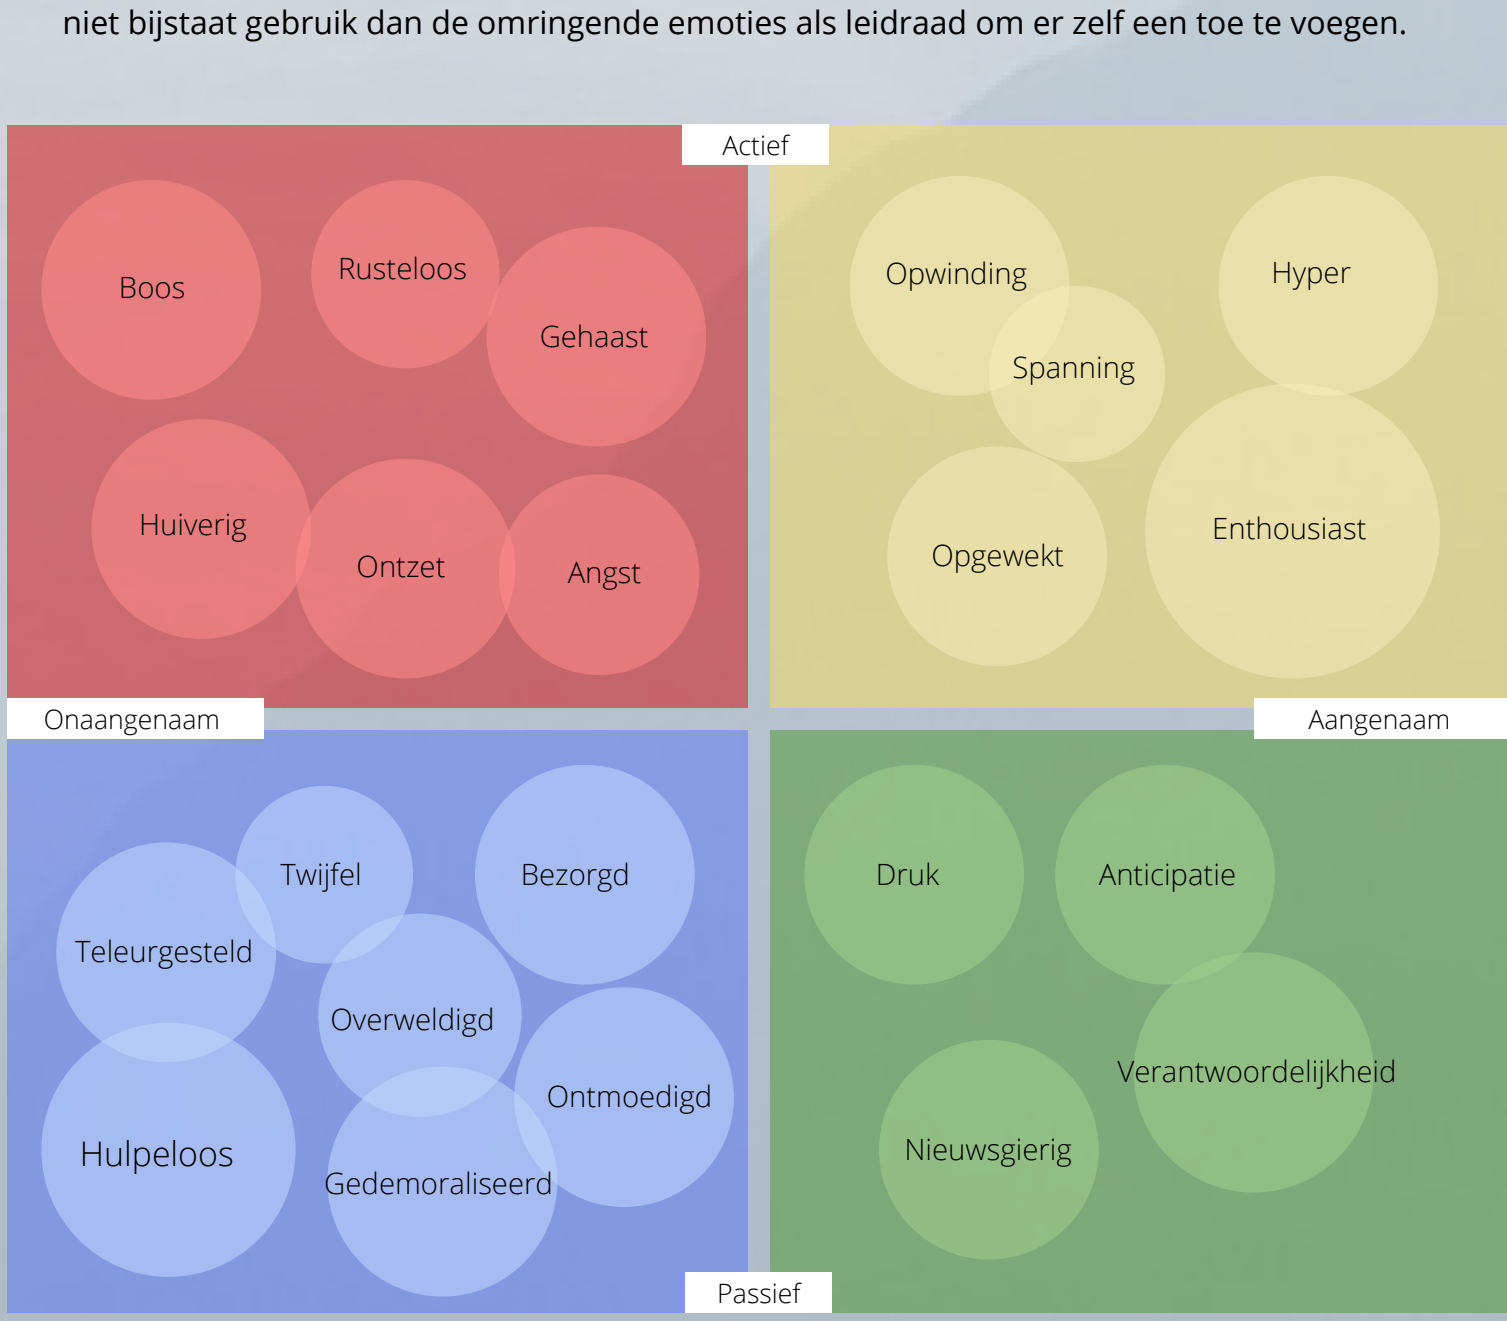 niet bijstaat gebruik dan de omringende emoties als leidraad om er zelf een toe te voegen.
Actief
Boos
Rusteloos
Gehaast
Huiverig
Ontzet
Angst
Opwinding
Hyper
Spanning
Opgewekt
Enthousiast
Onaangenaam
Aangenaam
Twijfel
Bezorgd
Teleurgesteld
Overweldigd
Ontmoedigd
Hulpeloos
Gedemoraliseerd
Druk
Anticipatie
Verantwoordelijkheid
Nieuwsgierig
Passief